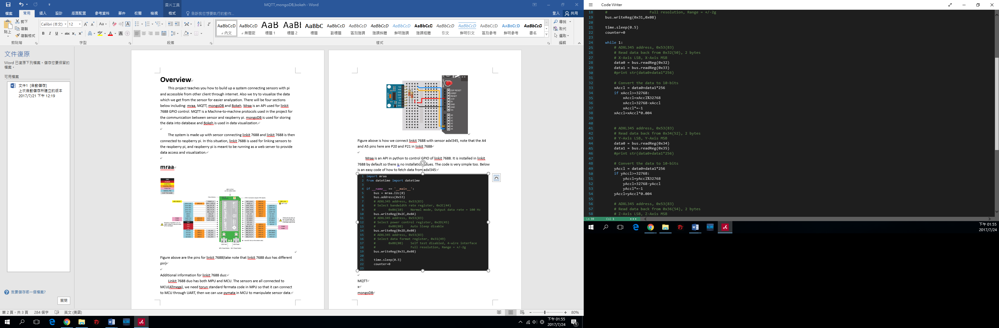 圖片工具
MQTT,mongoDB,bokeh - Word
檔案 常用 插入 設計 版面配置 參考資料 郵件 校閱 檢視 格式 告訴我您想要執行的動作... 登入 共用
貼上 剪下 複製 複製格式
Calibri (本文) 12
剪貼簿 字型 段落 樣式 編輯
AaBbCcD AaBbCcD AaB AaBl AaBbC AaBbCcD AaBbCcD AaBbCcD AaBbCcD AaBbCcD AaBbCcD AaBbCcD AaBbCcD AaBbCcD AaBbCcD
內文 無間距 標題 1 標題 2 標題 副標題 區別強調 強調斜體 鮮明強調 強調粗體 引文 鮮明引文 區別參考 鮮明參考 書名
尋找 取代 選取
文件復原
Word 已復原下列檔案。儲存您要保留的
檔案。
可用檔案
文件1 [自動儲存]
上次自動儲存所建立的版本
2017/7/21 下午 12:19
我要儲存哪一個檔案?
關閉
Overview
This project teaches you how to build up a system connecting sensors with pi
and accessible from other client through internet. Also we try to visualize the data
which we get from the sensor for easier analyzation. There will be four sections
below including: mraa, MQTT, mongoDB and Bokeh. Mraa is an API used for linkit
7688 GPIO control. MQTT is a Machine-to-machine protocols used in the project for
the communication between sensor and raspberry pi. mongoDB is used for storing
the data into database and Bokeh is used in data visualization.
The system is made up with sensor connecting linkit 7688 and linkit 7688 is then
connected to raspberry pi. In this situation, linkit 7688 is used for linking sensors to
the raspberry pi, and raspberry pi is meant to be running as a web server to provide
data access and visualization.
mraa
GND
POWER
CONTROL
DIGITAL PIN
PWM PIN
SERIAL PIN
CHIP PIN NAME
LinkIt Smart 7688
Figure above are the pins for linkit 7688(take note that linkit 7688 duo has different
pin)
Additional information for linkit 7688 duo:
Linkit 7688 duo has both MPU and MCU. The sensors are all connected to
MCU(ATmega), we need torun standard fermata code in MPU so that it can connect
to MCU through UART, then we can use pymata in MCU to manipulate sensor data.
ESP RESET
IOREF
RESET
3.3V
5V
GND
GND
Vin
A0
A1
A2
A3
A4
A5
Figure above is how we connect linkit 7688 with sensor adxl345, note that the A4
and A5 pins here are P20 and P21 in linkit 7688
Mraa is an API in python to control GPIO of linkit 7688. It is installed in linkit
7688 by default so there is no installation issues. The code is very simple too. Below
is an easy code of how to fetch data from adxl345:
1 import mraa
2 from datetime import datetime
3
4 if __name__ == '__main__':
5 bus = mraa.I2c(0)
6 bus.address(0x53)
7 # ADXL345 address, 0x53(83)
8 # Select bandwidth rate register, 0x2C(44)
9 # 0x0A(10) Normal mode, Output data rate = 100 Hz
10 bus.writeReg(0x2C,0x0A)
11 # ADXL345 address, 0x53(83)
12 # Select power control register, 0x2D(45)
13 # 0x08(08) Auto Sleep disable
14 bus.writeReg(0x2D,0x08)
15 # ADXL345 address, 0x53(83)
16 # Select data format register, 0x31(49)
17 # 0x08(08) Self test disabled, 4-wire interface
18 # Full resolution, Range = +/-2g
19 bus.writeReg(0x31,0x08)
20
21 time.sleep(0.5)
22 counter=0
23
MQTT
x
mongoDB
第 2 頁，共 3 頁 284 個字 英文 (美國) 80%
下午 01:55
2017/7/24
Code Writer
18 # Full resolution, Range = +/-2g
19 bus.writeReg(0x31,0x08)
20
21 time.sleep(0.5)
22 counter=0
23
24 while 1:
25 # ADXL345 address, 0x53(83)
26 # Read data back from 0x32(50), 2 bytes
27 # X-Axis LSB, X-Axis MSB
28 data0 = bus.readReg(0x32)
29 data1 = bus.readReg(0x33)
30 #print str(data0+data1*256)
31
32 # Convert the data to 10-bits
33 xAccl = data0+data1*256
34 if xAccl>=32768:
35 xAccl=xAccl%32768
36 xAccl=32768-xAccl
37 xAccl*=-1
38 xAccl=xAccl*0.004
39
40
41 # ADXL345 address, 0x53(83)
42 # Read data back from 0x34(52), 2 bytes
43 # Y-Axis LSB, Y-Axis MSB
44 data0 = bus.readReg(0x34)
45 data1 = bus.readReg(0x35)
46 #print str(data0+data1*256)
47
48 # Convert the data to 10-bits
49 yAccl = data0+data1*256
50 if yAccl>=32768:
51 yAccl=yAccl%32768
52 yAccl=32768-yAccl
53 yAccl*=-1
54 yAccl=yAccl*0.004
55
56 # ADXL345 address, 0x53(83)
57 # Read data back from 0x36(54), 2 bytes
58 # Z-Axis LSB, Z-Axis MSB
Ln 39 Col 1
下午 01:55
2017/7/24